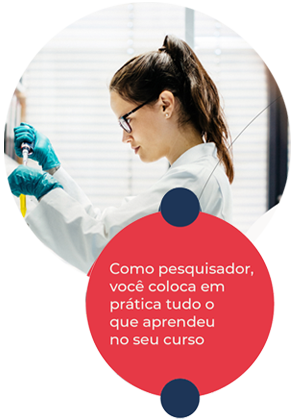 Como pesquisador,
você coloca em
prática tudo o
que aprendeu
no seu curso